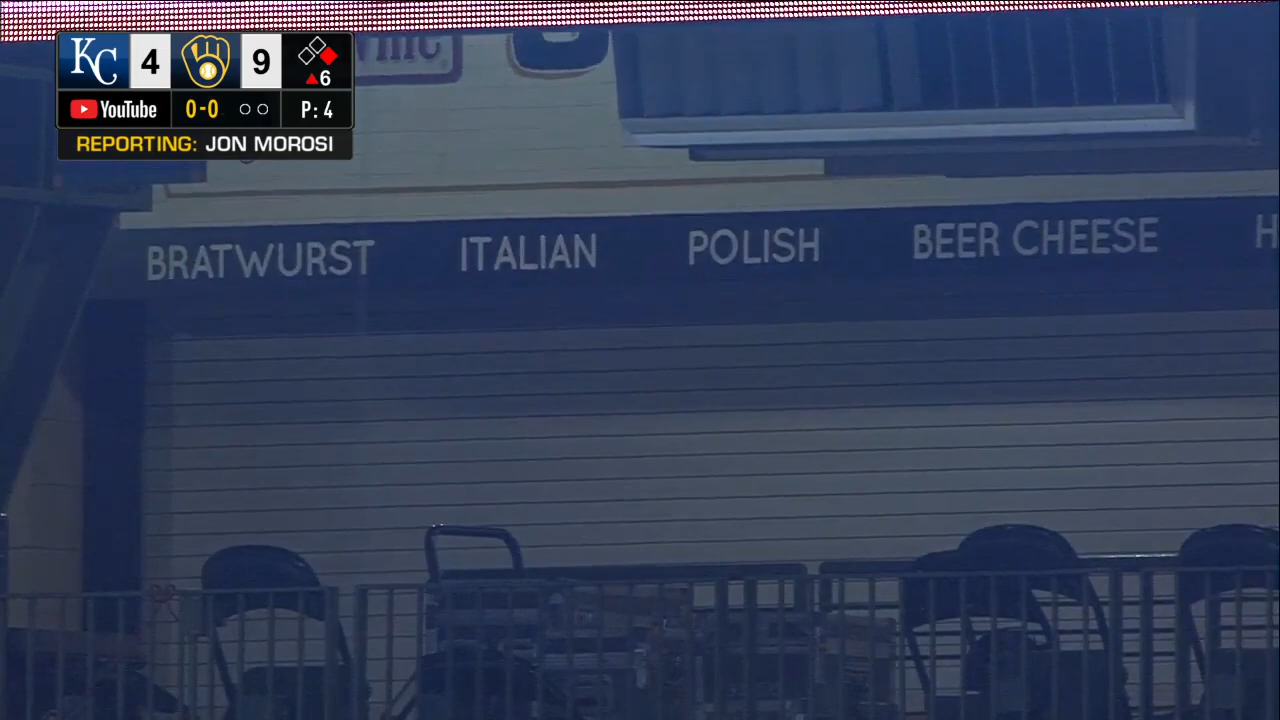 KC 4 9
6
YouTube 0-0 P: 4
REPORTING: JON MOROSI
BRATWURST ITALIAN POLISH BEER CHEESE